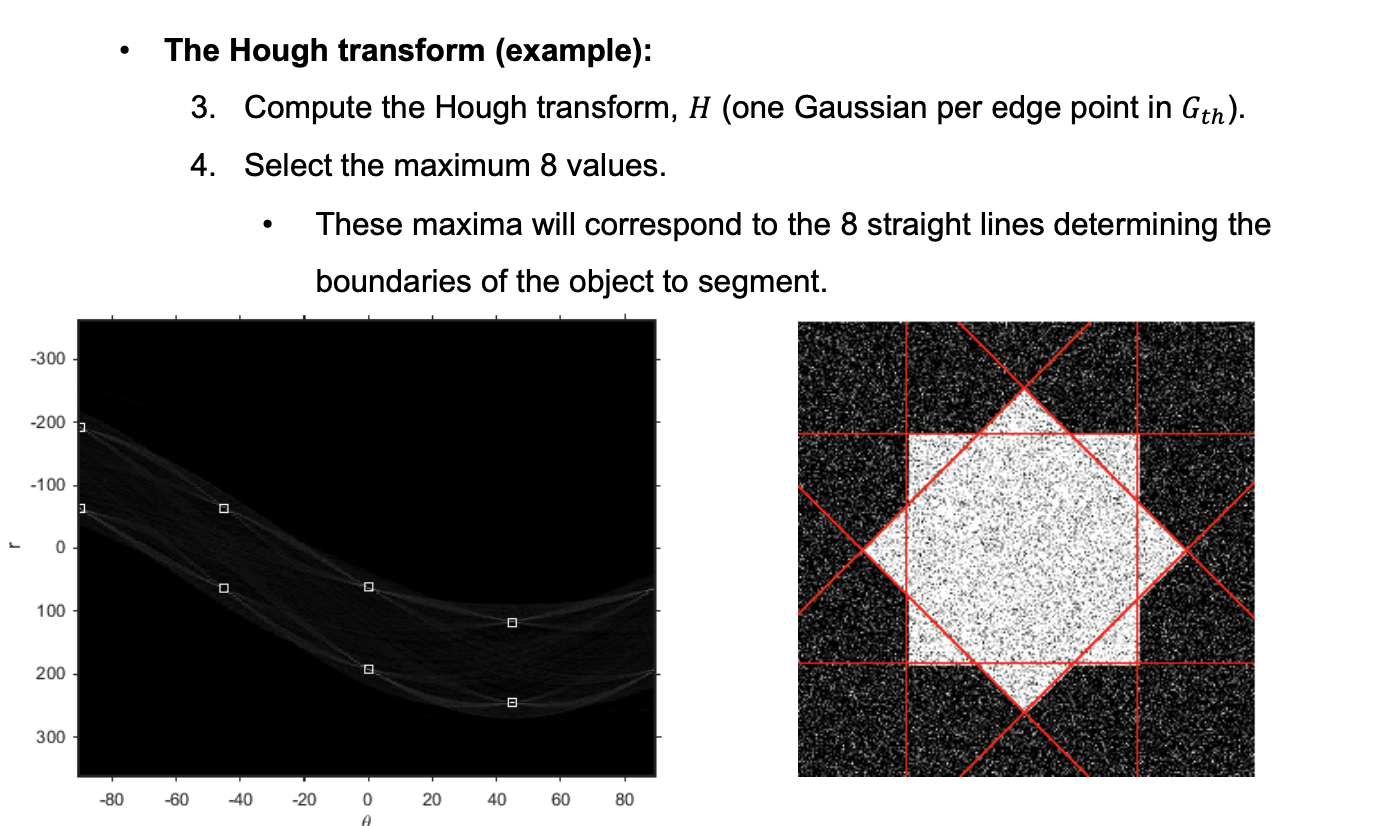 • The Hough transform (example):
3. Compute the Hough transform, H (one Gaussian per edge point in G_th).
4. Select the maximum 8 values.
• These maxima will correspond to the 8 straight lines determining the
boundaries of the object to segment.
-300
-200
-100
0
100
200
300
r
-80 -60 -40 -20 0 20 40 60 80
θ